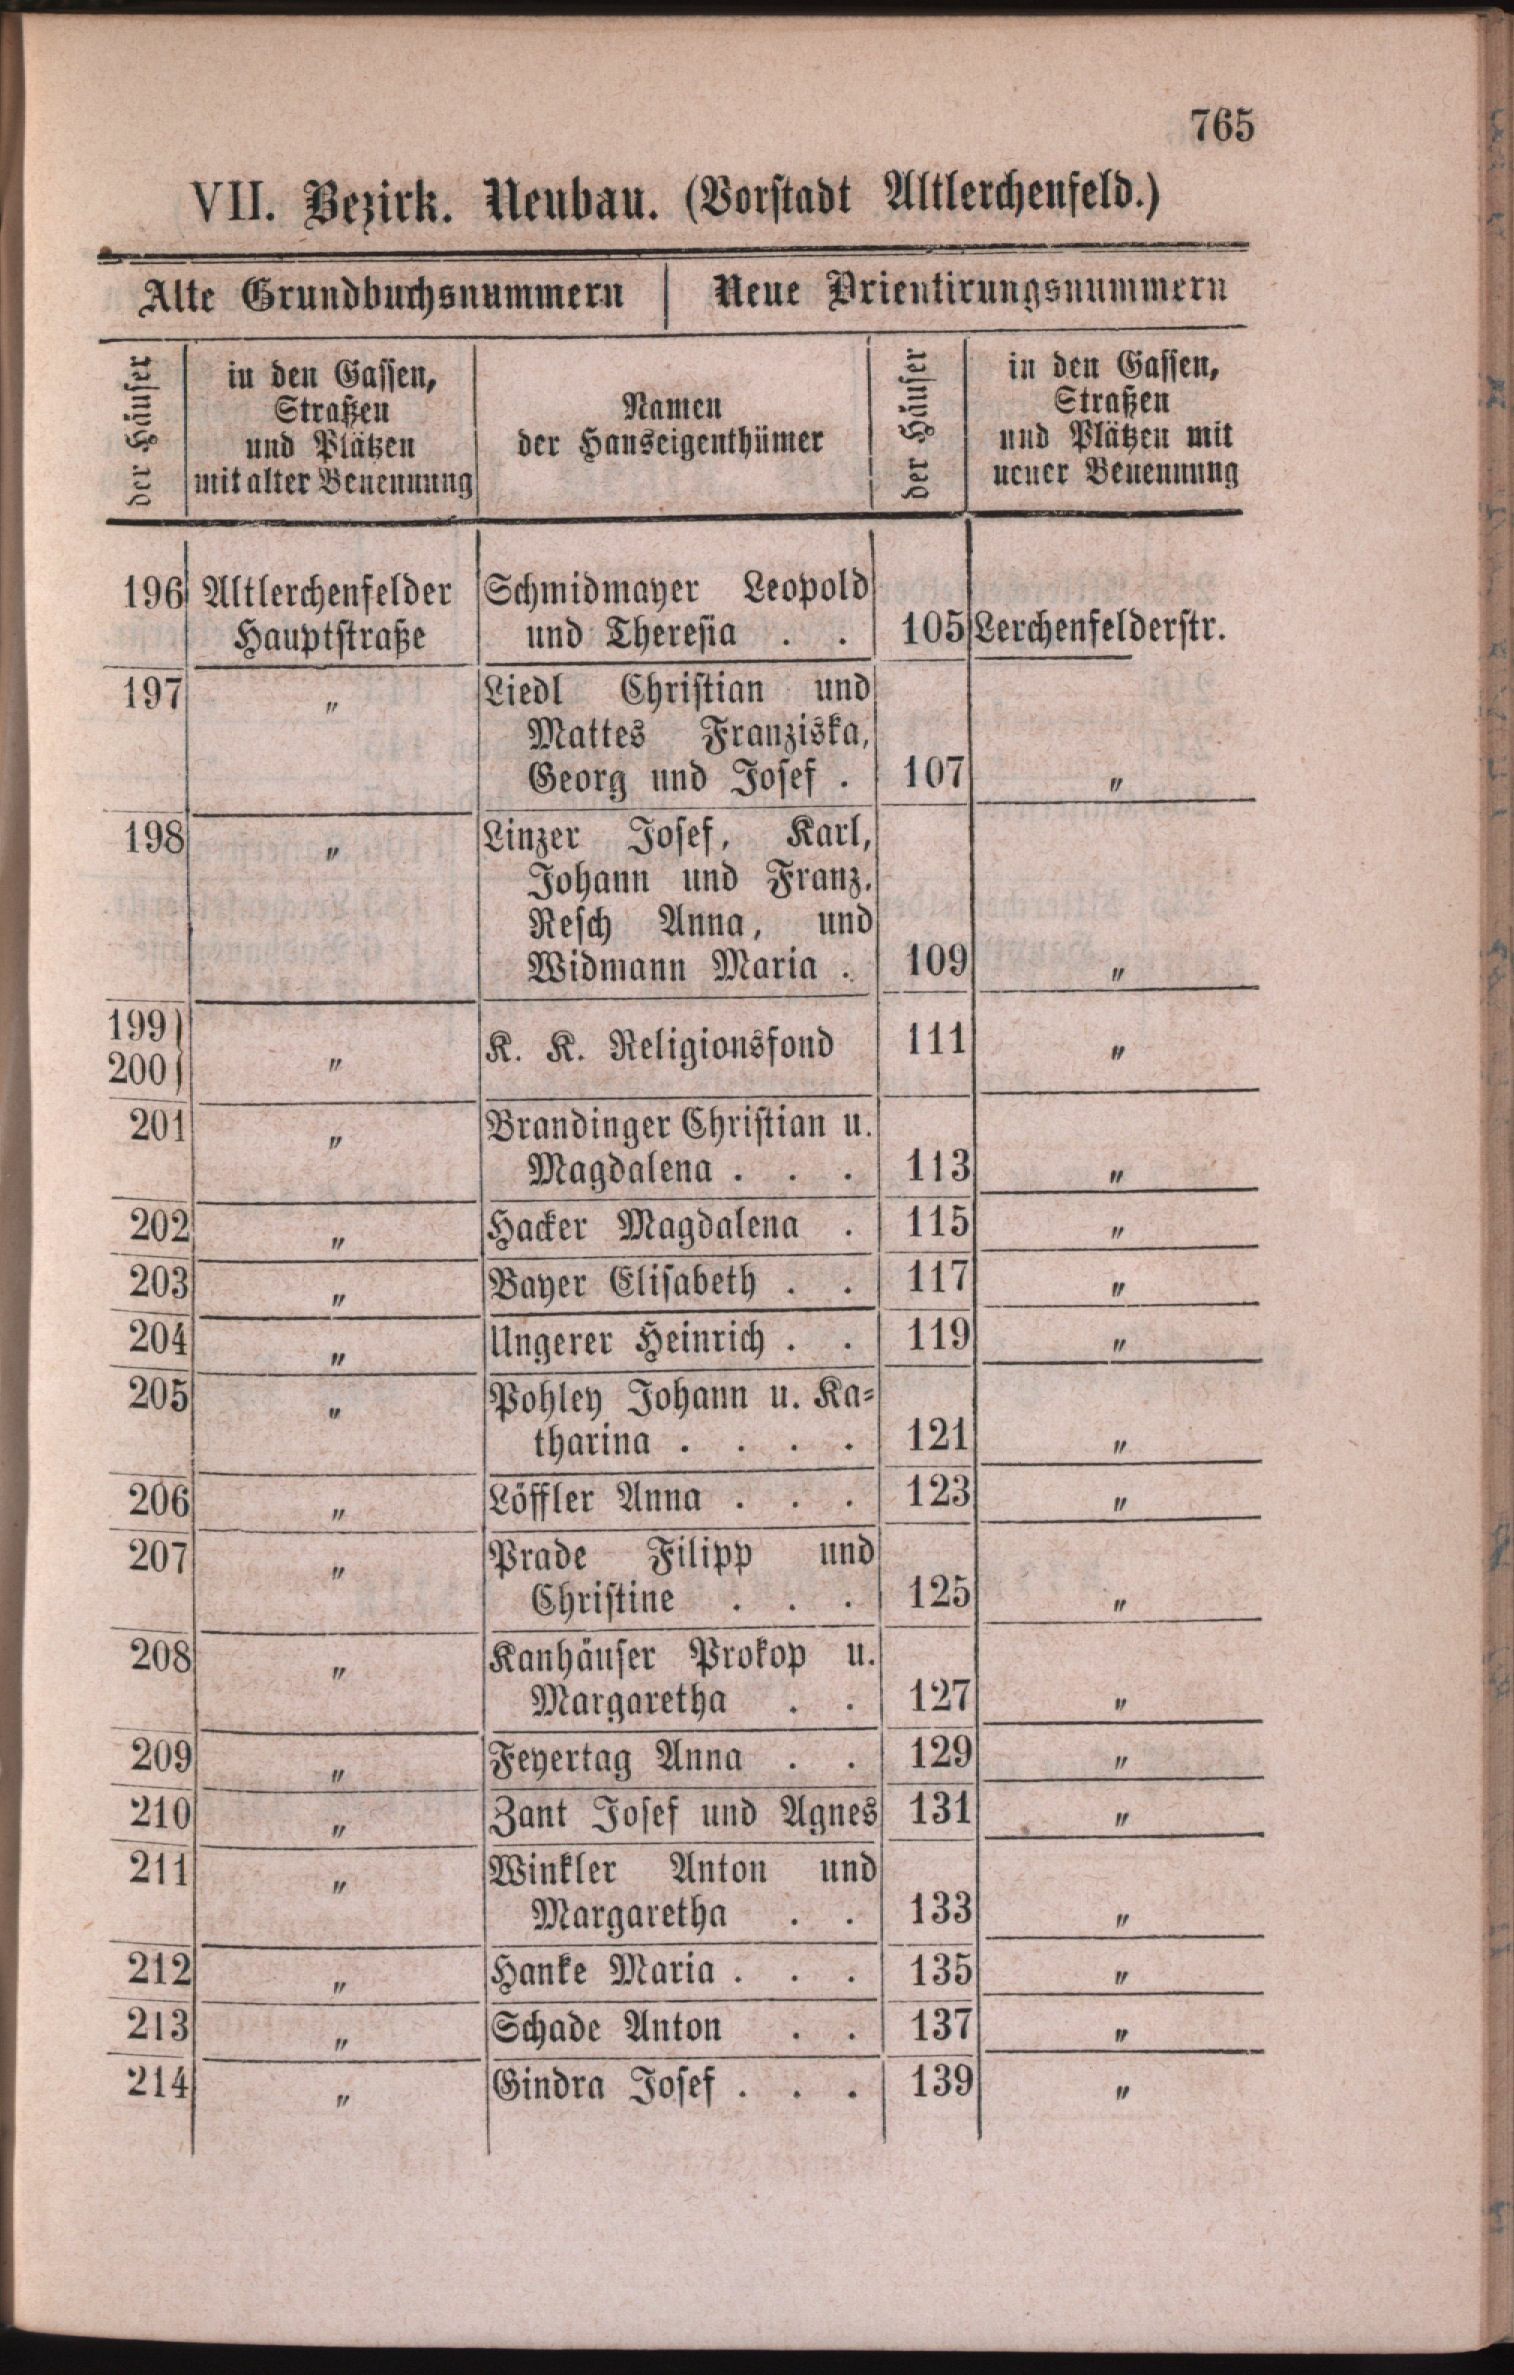 765
VII. Bezirk. Neubau. (Vorstadt Altlerchenfeld.)
Alte Grundbuchsnummern | Neue Orientirungsnummern
der Häuser
in den Gassen,
Straßen
und Plätzen
mit alter Benennung
Namen
der Hauseigenthümer
der Häuser
in den Gassen,
Straßen
und Plätzen mit
neuer Benennung
196 Altlerchenfelder Schmidmayer Leopold
Hauptstraße und Theresia . . 105 Lerchenfelderstr.
197 „ Liedl Christian und
Mattes Franziska,
Georg und Josef . 107 „
198 „ Linzer Josef, Karl,
Johann und Franz.
Resch Anna, und
Widmann Maria . 109 „
199)
200) „ K. K. Religionsfond 111 „
201 „ Brandinger Christian u.
Magdalena . . . 113 „
202 „ Hacker Magdalena . 115 „
203 „ Bayer Elisabeth . . 117 „
204 „ Ungerer Heinrich . . 119 „
205 „ Pohley Johann u. Ka=
tharina . . . . 121 „
206 „ Löffler Anna . . . 123 „
207 „ Prade Filipp und
Christine . . . 125 „
208 „ Kanhäuser Prokop u.
Margaretha . . 127 „
209 „ Feyertag Anna . . 129 „
210 „ Zant Josef und Agnes 131 „
211 „ Winkler Anton und
Margaretha . . 133 „
212 „ Hanke Maria . . . 135 „
213 „ Schade Anton . . 137 „
214 „ Gindra Josef . . . 139 „